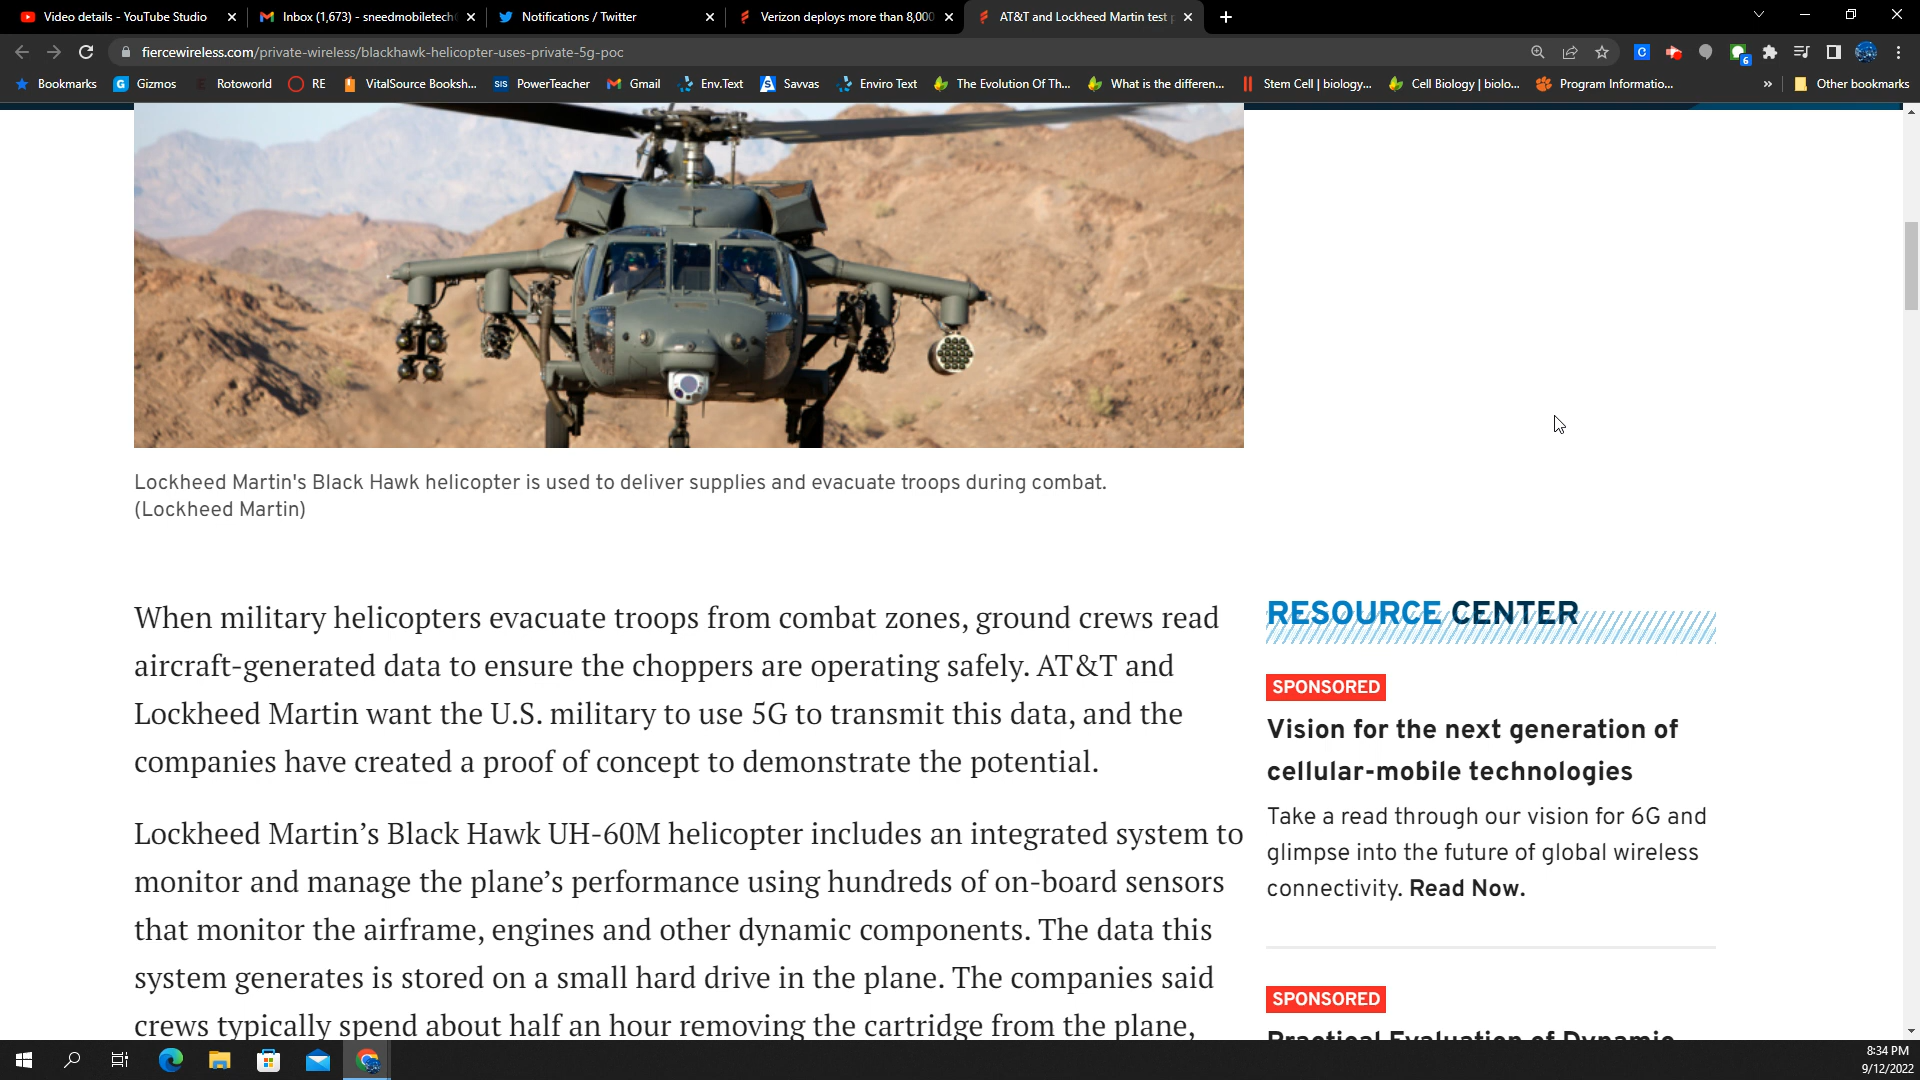 Video details - YouTube Studio
Inbox (1,673) - sneedmobiletech
Notifications / Twitter
Verizon deploys more than 8,000
AT&T and Lockheed Martin test p
fiercewireless.com/private-wireless/blackhawk-helicopter-uses-private-5g-poc
6
Bookmarks
Gizmos
Rotoworld
RE
VitalSource Booksh...
SIS PowerTeacher
Gmail
Env.Text
Savvas
Enviro Text
The Evolution Of Th...
What is the differen...
Stem Cell | biology...
Cell Biology | biolo...
Program Informatio...
»
Other bookmarks
Lockheed Martin's Black Hawk helicopter is used to deliver supplies and evacuate troops during combat.
(Lockheed Martin)
When military helicopters evacuate troops from combat zones, ground crews read
aircraft-generated data to ensure the choppers are operating safely. AT&T and
Lockheed Martin want the U.S. military to use 5G to transmit this data, and the
companies have created a proof of concept to demonstrate the potential.
Lockheed Martin’s Black Hawk UH-60M helicopter includes an integrated system to
monitor and manage the plane’s performance using hundreds of on-board sensors
that monitor the airframe, engines and other dynamic components. The data this
system generates is stored on a small hard drive in the plane. The companies said
crews typically spend about half an hour removing the cartridge from the plane,
RESOURCE CENTER
SPONSORED
Vision for the next generation of
cellular-mobile technologies
Take a read through our vision for 6G and
glimpse into the future of global wireless
connectivity. Read Now.
SPONSORED
Practical Evaluation of Dynamic
8:34 PM
9/12/2022